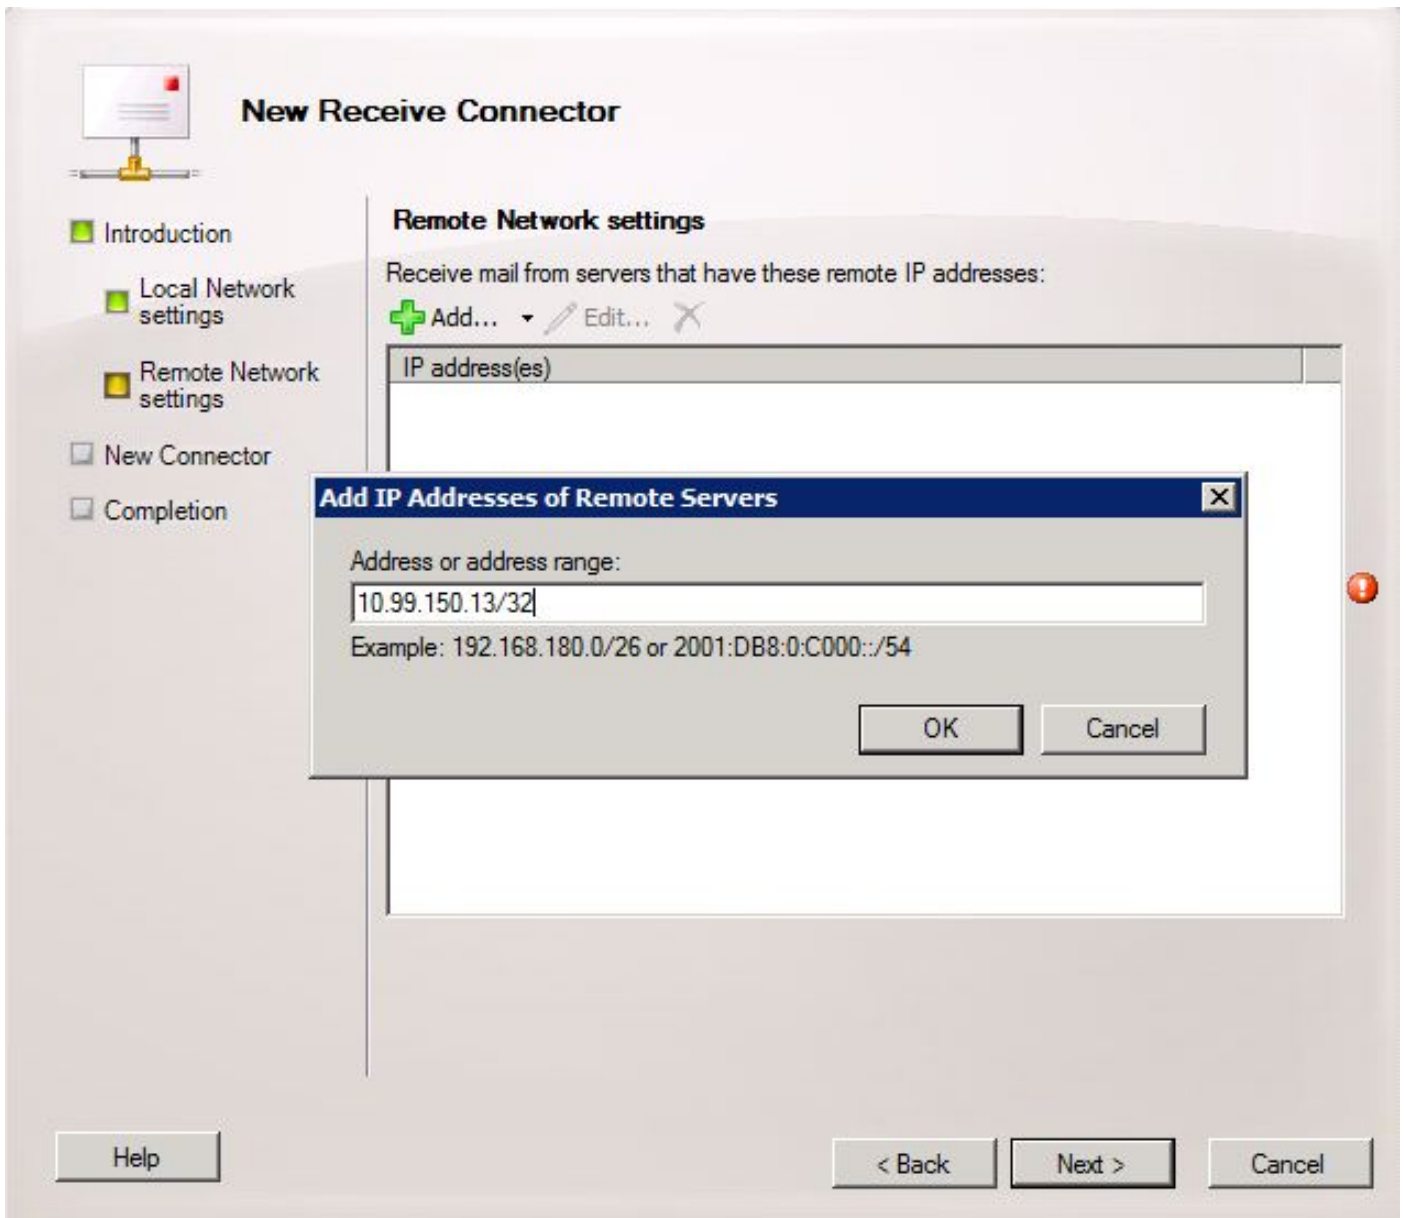 New Receive Connector
Introduction
Local Network
settings
Remote Network
settings
New Connector
Completion
Remote Network settings
Receive mail from servers that have these remote IP addresses:
Add... Edit...
IP address(es)
Add IP Addresses of Remote Servers
Address or address range:
10.99.150.13/32
Example: 192.168.180.0/26 or 2001:DB8:0:C000::/54
OK Cancel
Help < Back Next > Cancel